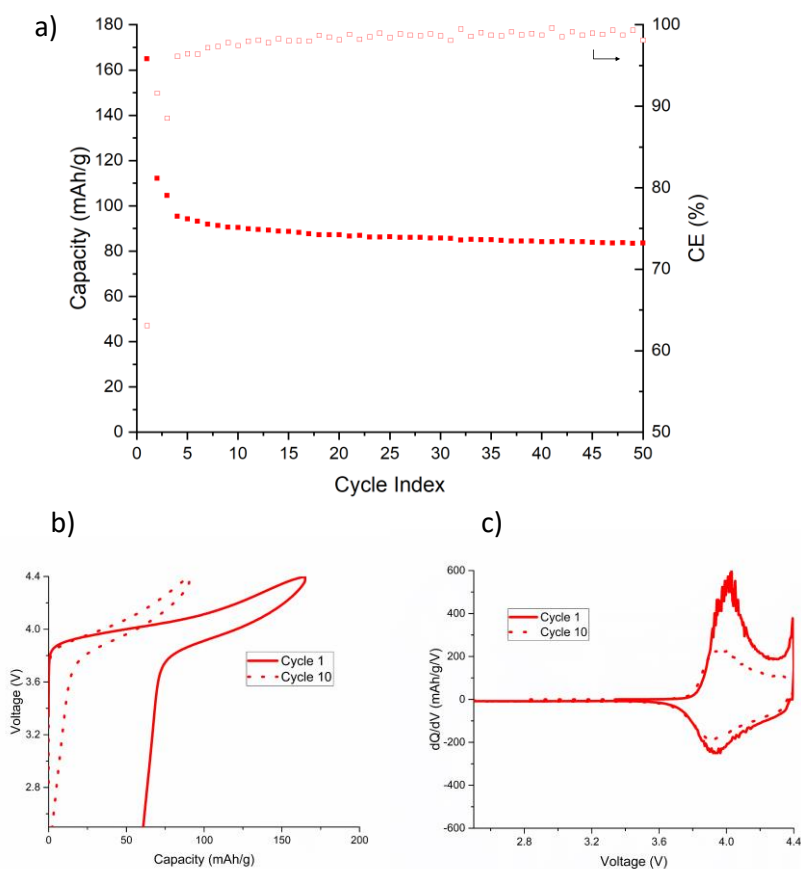 a)
180
160
140
120
100
80
60
40
20
0
Capacity (mAh/g)
100
90
80
70
60
50
CE (%)
0 5 10 15 20 25 30 35 40 45 50
Cycle Index
b)
4.4
4.0
3.6
3.2
2.8
Voltage (V)
Cycle 1
Cycle 10
0 50 100 150 200
Capacity (mAh/g)
c)
600
400
200
0
-200
-400
-600
dQ/dV (mAh/g/V)
Cycle 1
Cycle 10
2.8 3.2 3.6 4.0 4.4
Voltage (V)